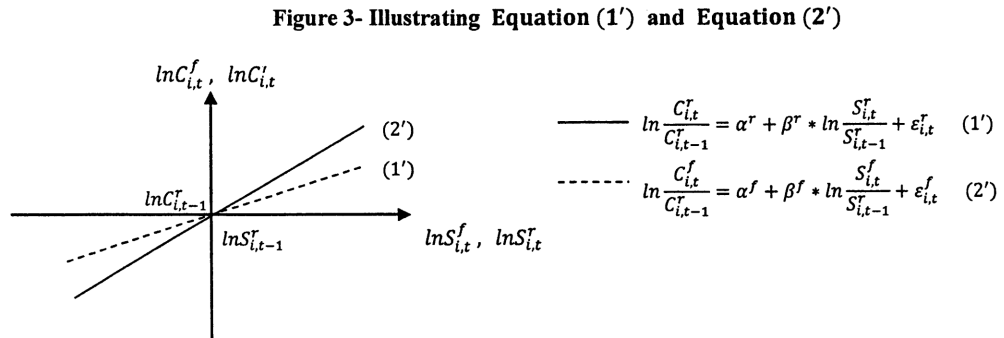 Figure 3- Illustrating Equation (1′) and Equation (2′)
lnC^f_{i,t} , lnC^r_{i,t}
(2′)
(1′)
lnC^r_{i,t−1}
lnS^r_{i,t−1}
lnS^f_{i,t} , lnS^r_{i,t}
ln C^r_{i,t}/C^r_{i,t−1} = α^r + β^r * ln S^r_{i,t}/S^r_{i,t−1} + ε^r_{i,t} (1′)
ln C^f_{i,t}/C^r_{i,t−1} = α^f + β^f * ln S^f_{i,t}/S^r_{i,t−1} + ε^f_{i,t} (2′)